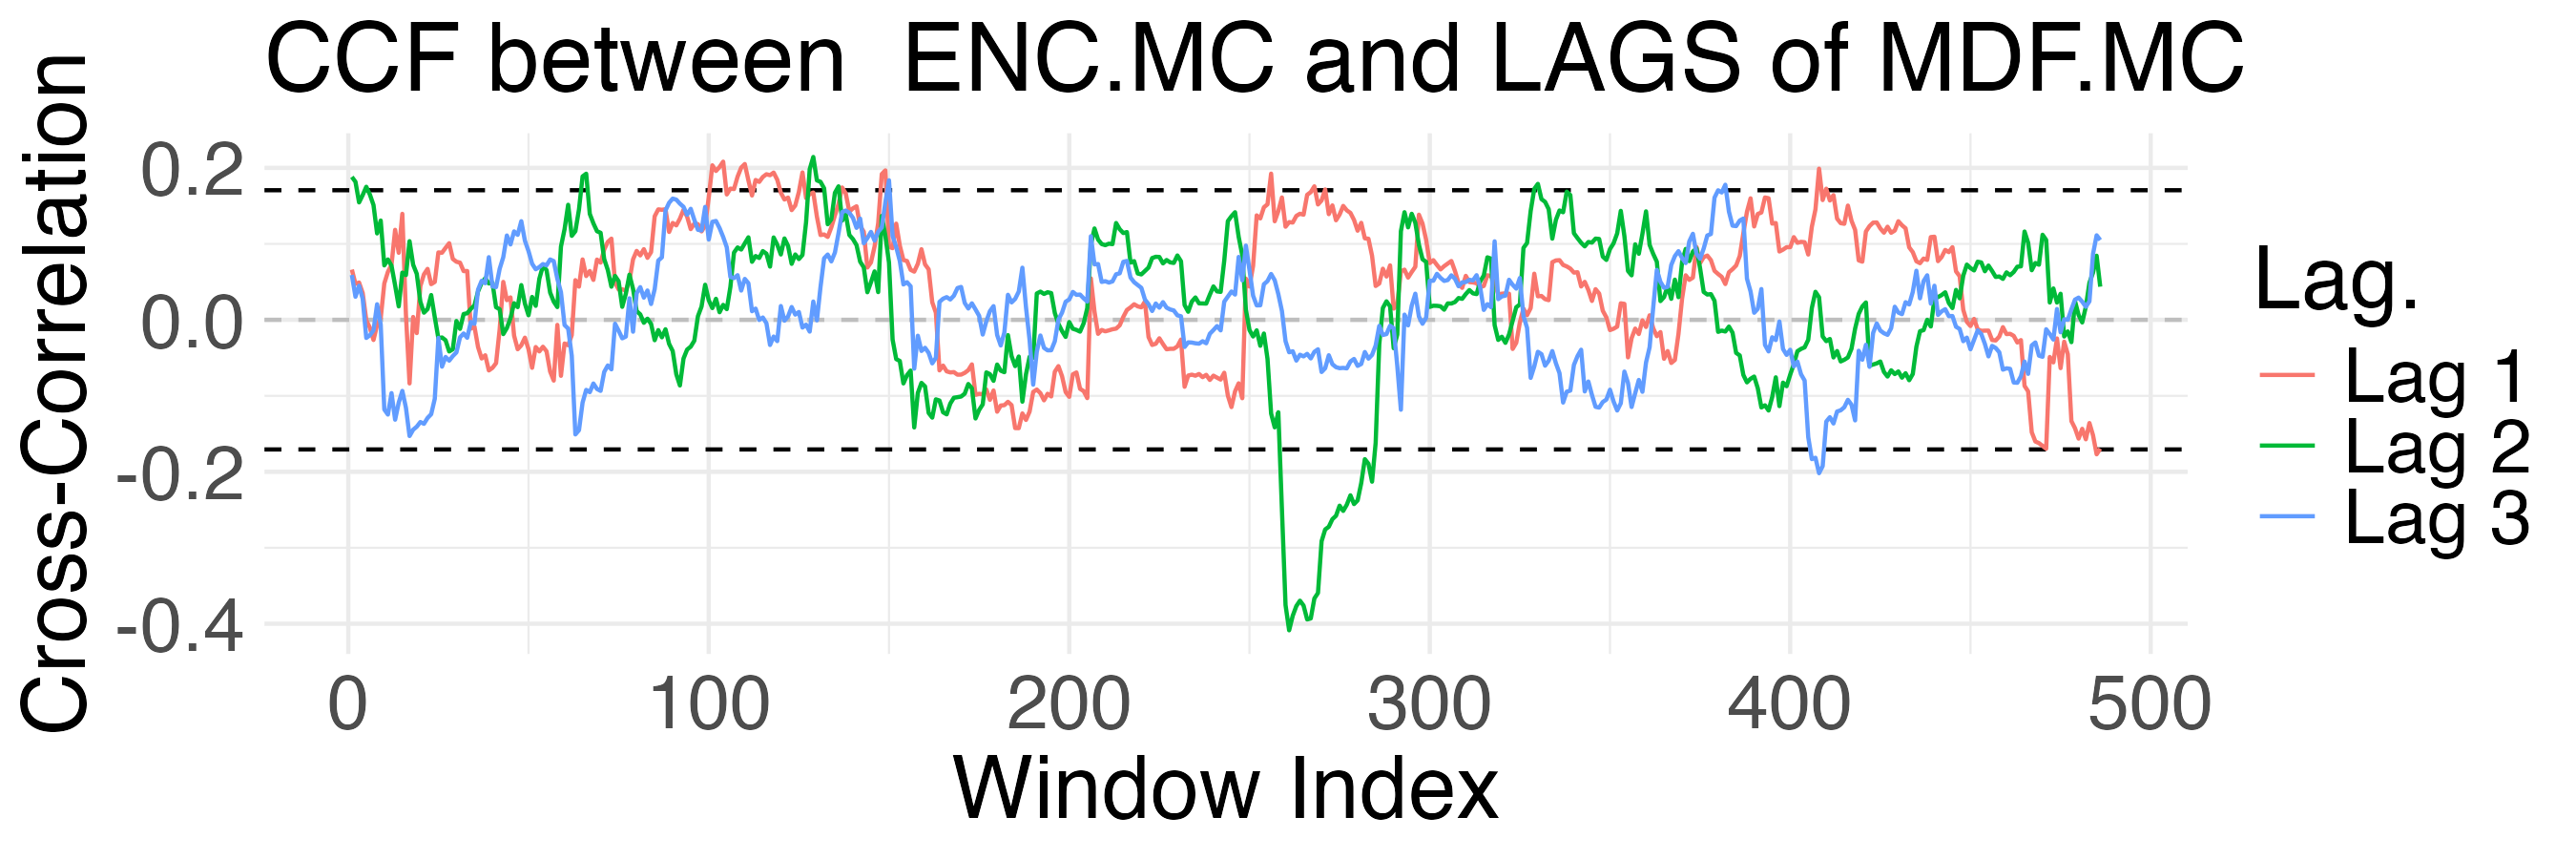 CCF between  ENC.MC and LAGS of MDF.MC
Cross-Correlation
0.2
0.0
-0.2
-0.4
0 100 200 300 400 500
Window Index
Lag.
Lag 1
Lag 2
Lag 3